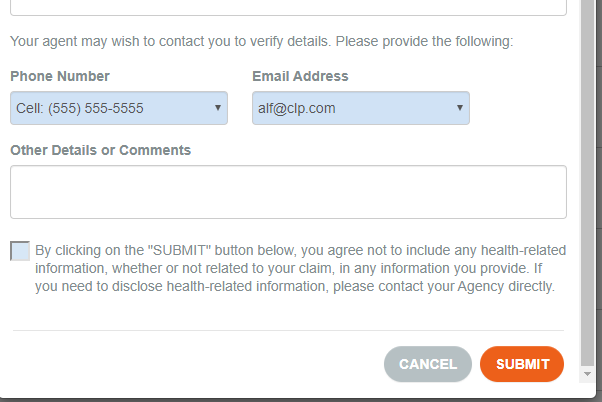 Your agent may wish to contact you to verify details. Please provide the following:
Phone Number
Email Address
Cell: (555) 555-5555
alf@clp.com
Other Details or Comments
By clicking on the "SUBMIT" button below, you agree not to include any health-related
information, whether or not related to your claim, in any information you provide. If
you need to disclose health-related information, please contact your Agency directly.
CANCEL
SUBMIT